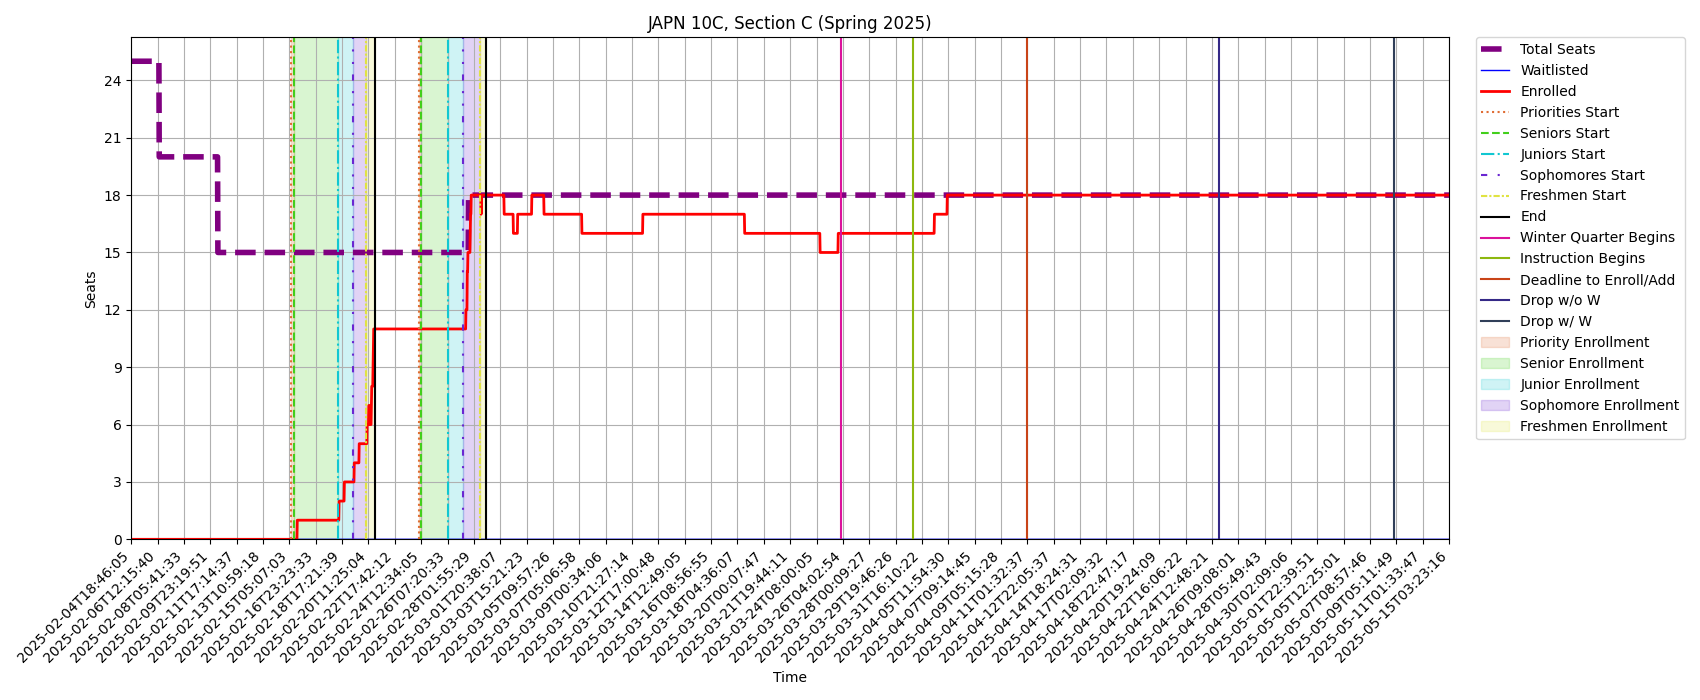 JAPN 10C, Section C (Spring 2025)
Seats
24
21
18
15
12
9
6
3
0
2025-02-04T18:46:05
2025-02-06T12:15:40
2025-02-08T05:41:33
2025-02-09T23:19:51
2025-02-11T17:14:37
2025-02-13T10:59:18
2025-02-15T05:07:03
2025-02-16T23:23:33
2025-02-18T17:21:39
2025-02-20T11:25:04
2025-02-22T17:42:12
2025-02-24T12:34:05
2025-02-26T07:20:33
2025-02-28T01:55:29
2025-03-01T20:38:07
2025-03-03T15:21:23
2025-03-05T09:57:26
2025-03-07T05:06:58
2025-03-09T00:34:06
2025-03-10T21:27:14
2025-03-12T17:00:48
2025-03-14T12:49:05
2025-03-16T08:56:55
2025-03-18T04:36:07
2025-03-20T00:07:47
2025-03-21T19:44:11
2025-03-24T08:00:05
2025-03-26T04:02:54
2025-03-28T00:09:27
2025-03-29T19:46:26
2025-03-31T16:10:22
2025-04-05T11:54:30
2025-04-07T09:14:45
2025-04-09T05:15:28
2025-04-11T01:32:37
2025-04-12T22:05:37
2025-04-14T18:24:31
2025-04-17T02:09:32
2025-04-18T22:47:17
2025-04-20T19:24:09
2025-04-22T16:06:22
2025-04-24T12:48:21
2025-04-26T09:08:01
2025-04-28T05:49:43
2025-04-30T02:09:06
2025-05-01T22:39:51
2025-05-05T12:25:01
2025-05-07T08:57:46
2025-05-09T05:11:49
2025-05-11T01:33:47
2025-05-15T03:23:16
Time
Total Seats
Waitlisted
Enrolled
Priorities Start
Seniors Start
Juniors Start
Sophomores Start
Freshmen Start
End
Winter Quarter Begins
Instruction Begins
Deadline to Enroll/Add
Drop w/o W
Drop w/ W
Priority Enrollment
Senior Enrollment
Junior Enrollment
Sophomore Enrollment
Freshmen Enrollment